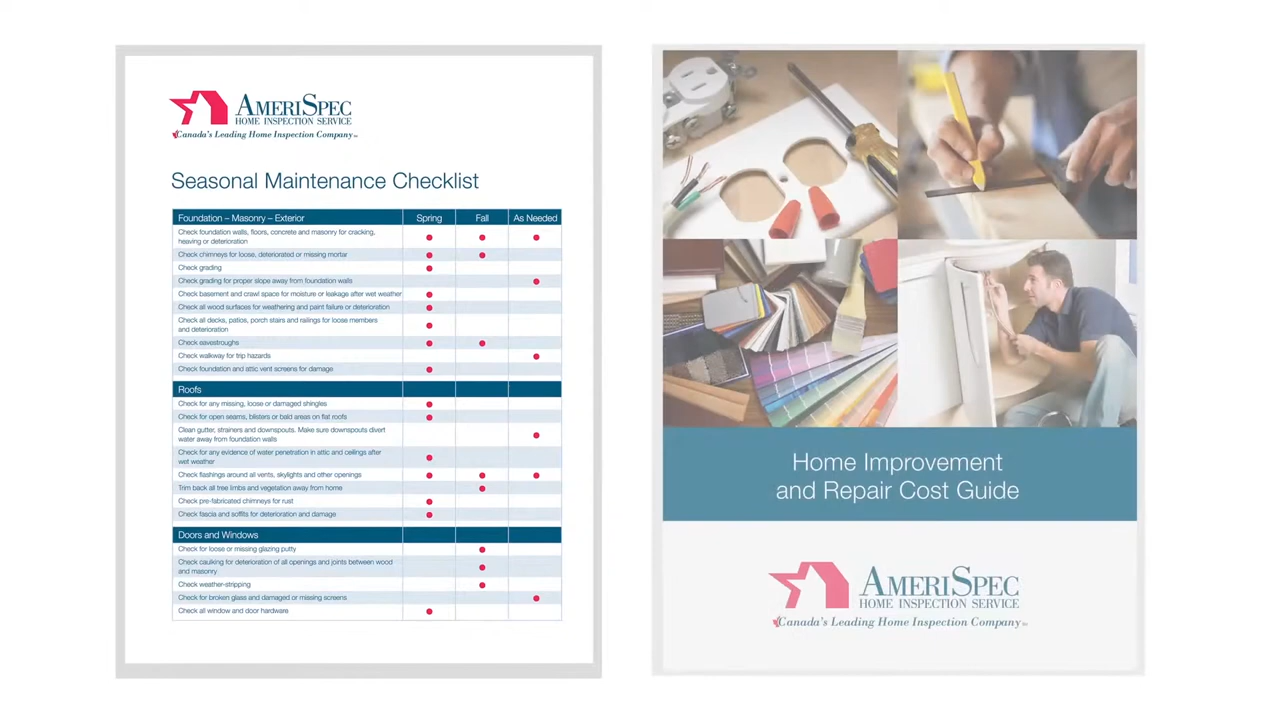 AMERISPEC
HOME INSPECTION SERVICE
Canada's Leading Home Inspection Company
Seasonal Maintenance Checklist
Foundation – Masonry – Exterior Spring Fall As Needed
Check foundation walls, floors, concrete and masonry for cracking,
heaving or deterioration
Check chimneys for loose, deteriorated or missing mortar
Check grading
Check grading for proper slope away from foundation walls
Check basement and crawl space for moisture or leakage after wet weather
Check all wood surfaces for weathering and paint failure or deterioration
Check all decks, patios, porch stairs and railings for loose members
and deterioration
Check eavestroughs
Check walkway for trip hazards
Check foundation and attic vent screens for damage
Roofs
Check for any missing, loose or damaged shingles
Check for open seams, blisters or bald areas on flat roofs
Clean gutter, strainers and downspouts. Make sure downspouts divert
water away from foundation walls
Check for any evidence of water penetration in attic and ceilings after
wet weather
Check flashings around all vents, skylights and other openings
Trim back all tree limbs and vegetation away from home
Check pre-fabricated chimneys for rust
Check fascia and soffits for deterioration and damage
Doors and Windows
Check for loose or missing glazing putty
Check caulking for deterioration of all openings and joints between wood
and masonry
Check weather-stripping
Check for broken glass and damaged or missing screens
Check all window and door hardware
Home Improvement
and Repair Cost Guide
AMERISPEC
HOME INSPECTION SERVICE
Canada's Leading Home Inspection Company